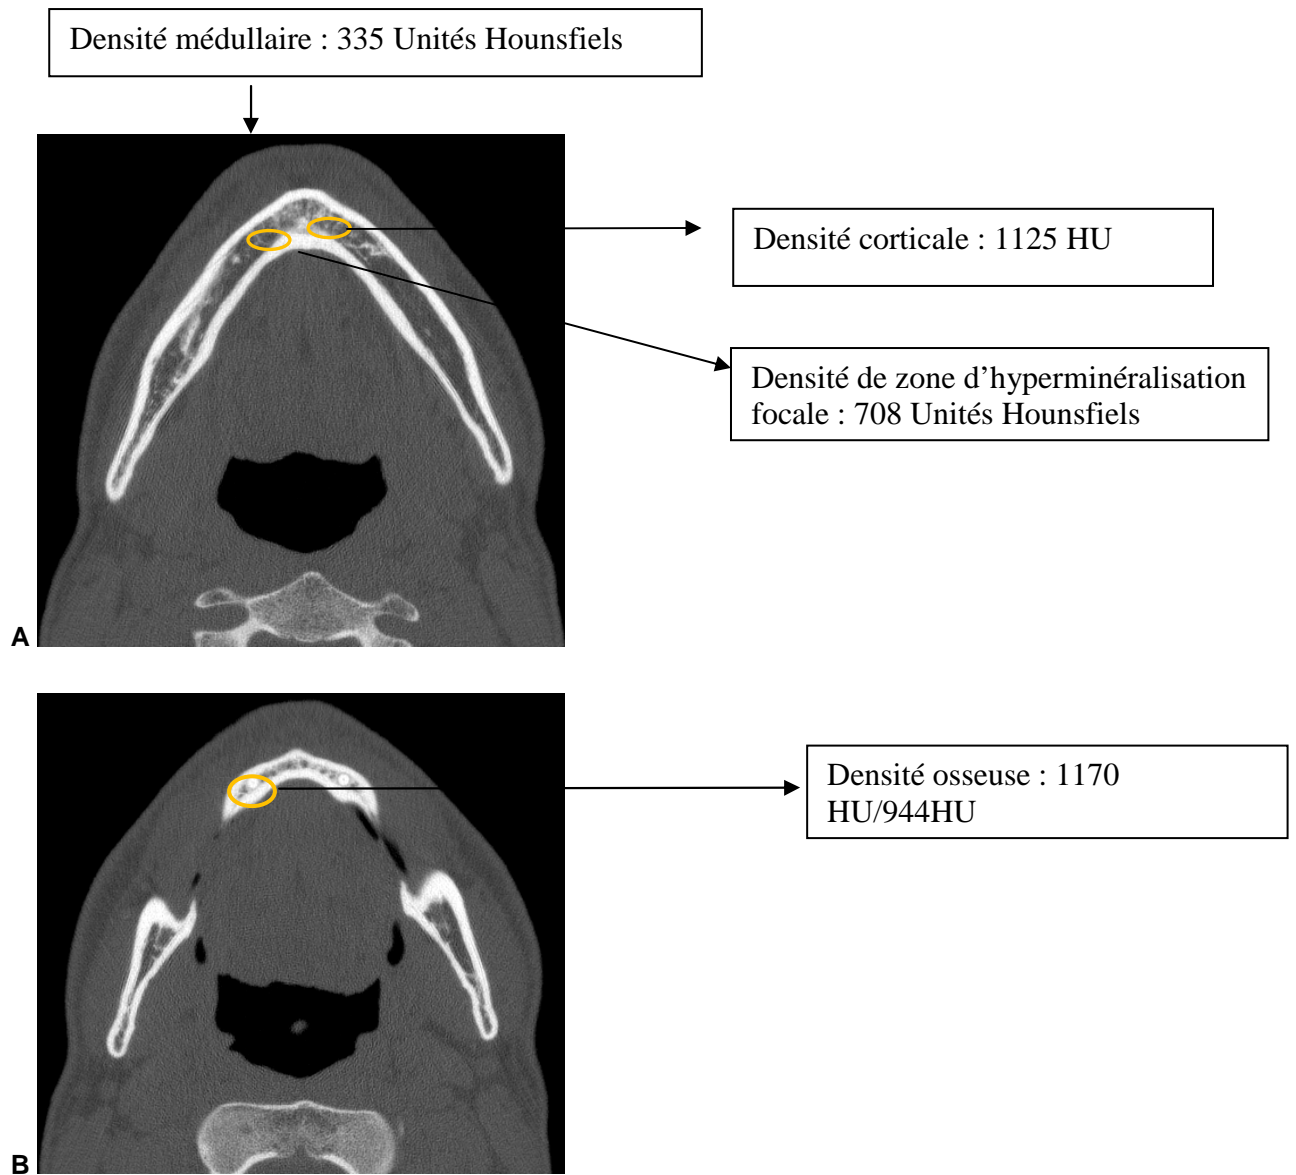 Densité médullaire : 335 Unités Hounsfiels
Densité corticale : 1125 HU
Densité de zone d’hyperminéralisation
focale : 708 Unités Hounsfiels
A
Densité osseuse : 1170
HU/944HU
B